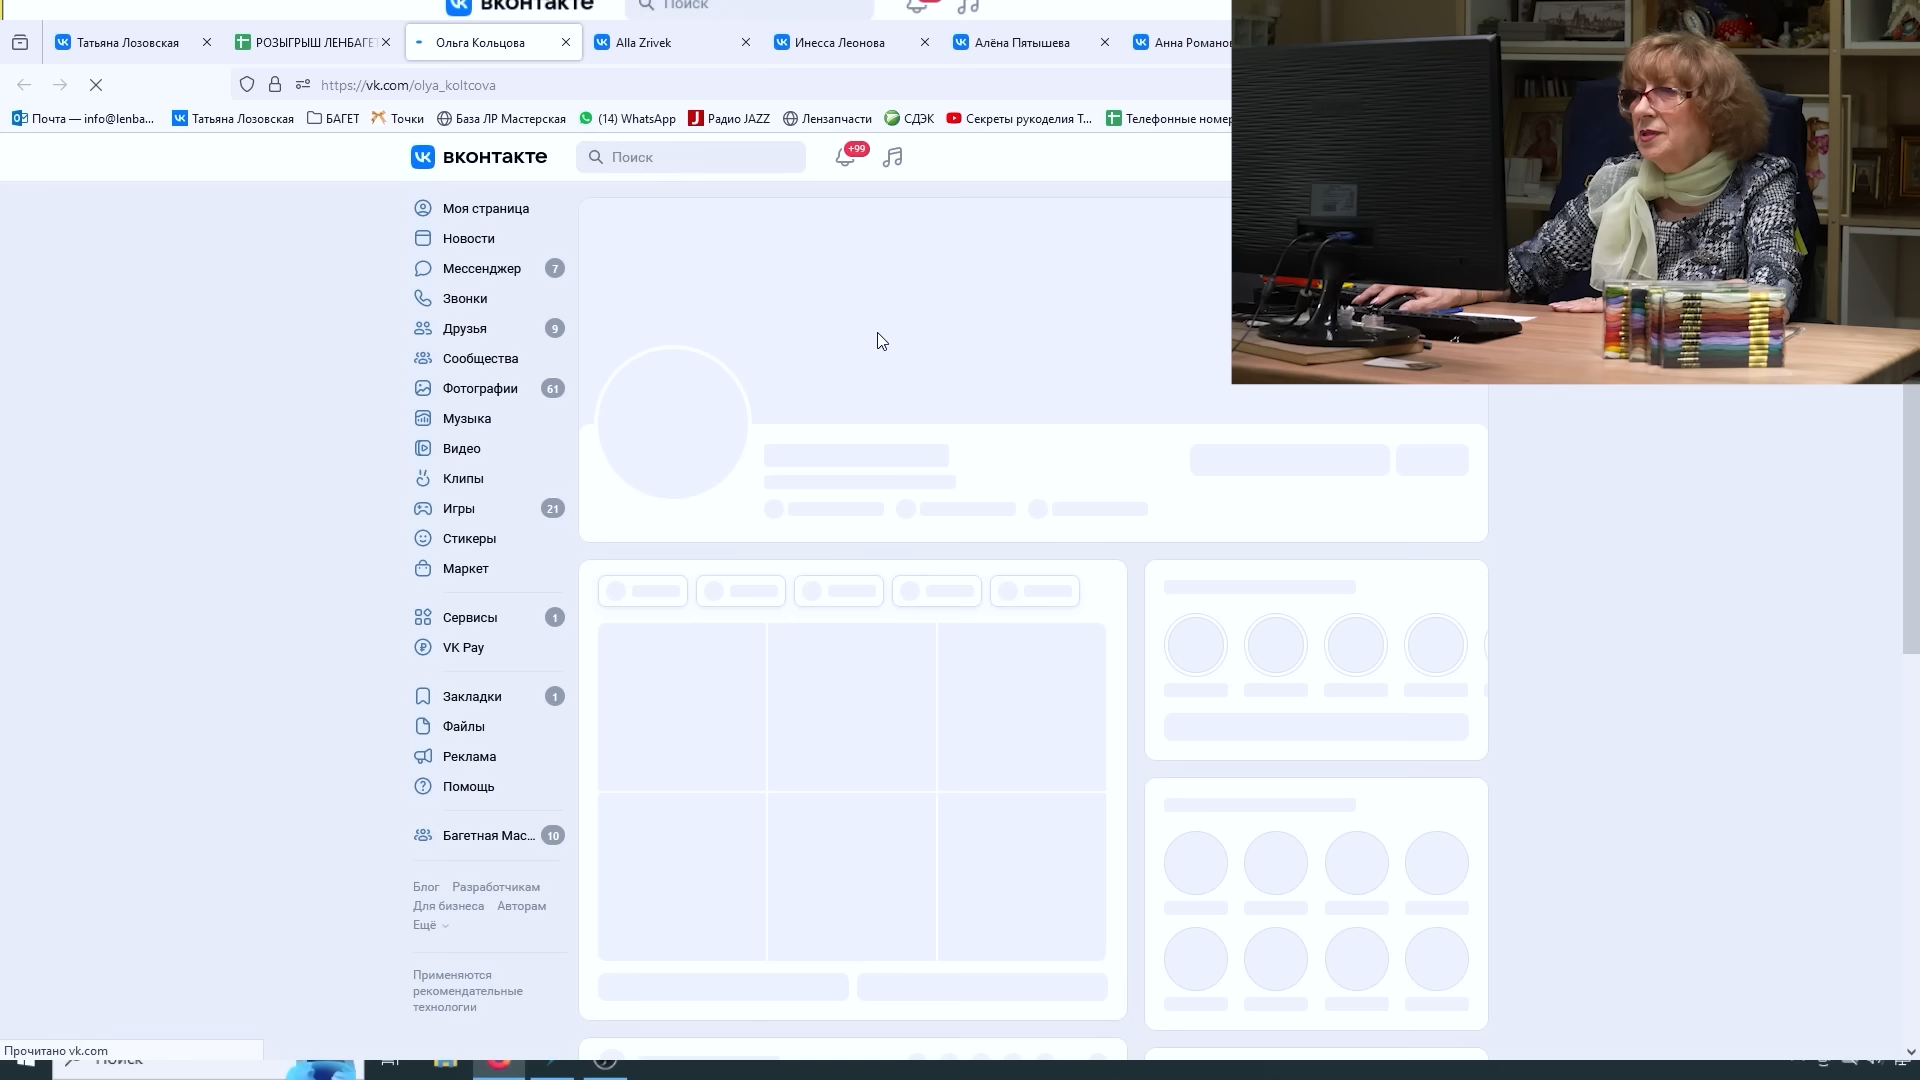 вконтакте
Поиск
Татьяна Лозовская
РОЗЫГРЫШ ЛЕНБАГЕТ
Ольга Кольцова
Alla Zrivek
Инесса Леонова
Алёна Пятышева
Анна Романо
https://vk.com/olya_koltcova
Почта — info@lenba...
Татьяна Лозовская
БАГЕТ
Точки
База ЛР Мастерская
(14) WhatsApp
Радио JAZZ
Лензапчасти
СДЭК
Секреты рукоделия Т...
Телефонные номер
вконтакте
Поиск
+99
Моя страница
Новости
Мессенджер 7
Звонки
Друзья 9
Сообщества
Фотографии 61
Музыка
Видео
Клипы
Игры 21
Стикеры
Маркет
Сервисы 1
VK Pay
Закладки 1
Файлы
Реклама
Помощь
Багетная Мас... 10
Блог Разработчикам
Для бизнеса Авторам
Ещё
Применяются
рекомендательные
технологии
Прочитано vk.com
Поиск